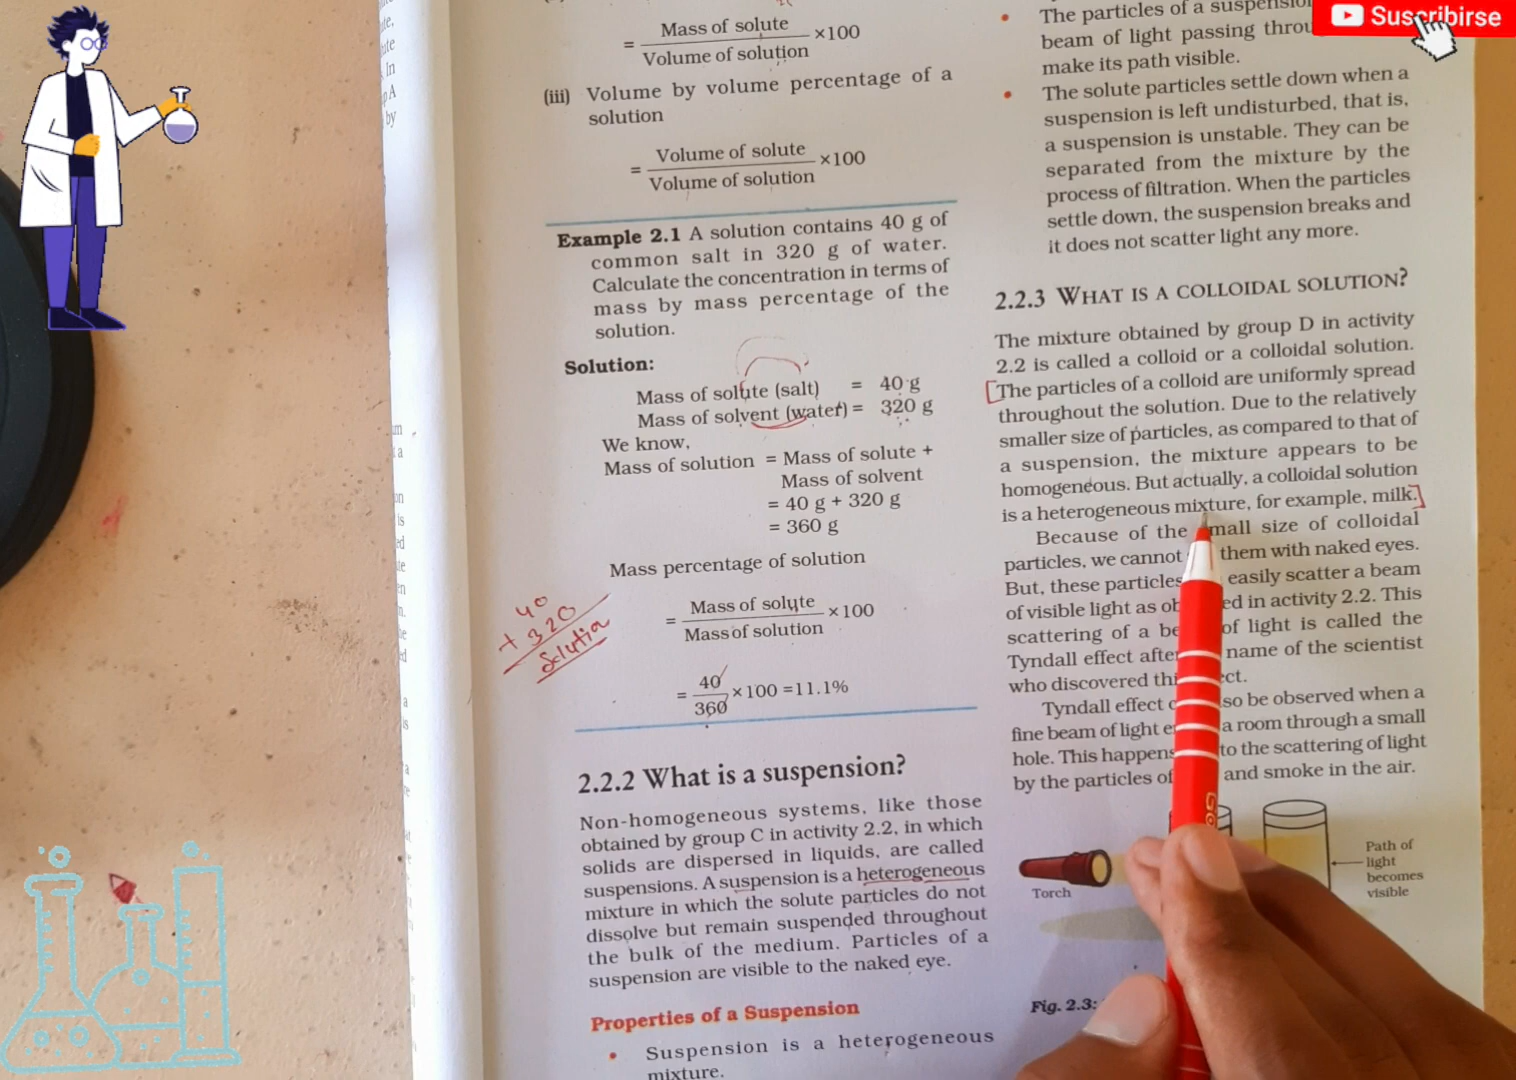 = Mass of solute / Volume of solution ×100
(iii) Volume by volume percentage of a
solution
= Volume of solute / Volume of solution ×100
Example 2.1 A solution contains 40 g of
common salt in 320 g of water.
Calculate the concentration in terms of
mass by mass percentage of the
solution.
Solution:
Mass of solute (salt) = 40 g
Mass of solvent (water) = 320 g
We know,
Mass of solution = Mass of solute +
Mass of solvent
= 40 g + 320 g
= 360 g
Mass percentage of solution
= Mass of solute / Mass of solution ×100
= 40 / 360 ×100 =11.1%
40
+ 320
Solution
2.2.2 What is a suspension?
Non-homogeneous systems, like those
obtained by group C in activity 2.2, in which
solids are dispersed in liquids, are called
suspensions. A suspension is a heterogeneous
mixture in which the solute particles do not
dissolve but remain suspended throughout
the bulk of the medium. Particles of a
suspension are visible to the naked eye.
Properties of a Suspension
• Suspension is a heterogeneous
mixture.
• The particles of a
beam of light passing
make its path visible.
• The solute particles settle down when a
suspension is left undisturbed, that is,
a suspension is unstable. They can be
separated from the mixture by the
process of filtration. When the particles
settle down, the suspension breaks and
it does not scatter light any more.
2.2.3 WHAT IS A COLLOIDAL SOLUTION?
The mixture obtained by group D in activity
2.2 is called a colloid or a colloidal solution.
[The particles of a colloid are uniformly spread
throughout the solution. Due to the relatively
smaller size of particles, as compared to that of
a suspension, the mixture appears to be
homogeneous. But actually, a colloidal solution
is a heterogeneous mixture, for example, milk.]
Because of the small size of colloidal
particles, we cannot them with naked eyes.
But, these particles easily scatter a beam
of visible light as in activity 2.2. This
scattering of a of light is called the
Tyndall effect name of the scientist
who discovered
Tyndall effect be observed when a
fine beam of light a room through a small
hole. This happens to the scattering of light
by the particles of and smoke in the air.
Torch
Path of
light
becomes
visible
Fig. 2.3:
Suscribirse